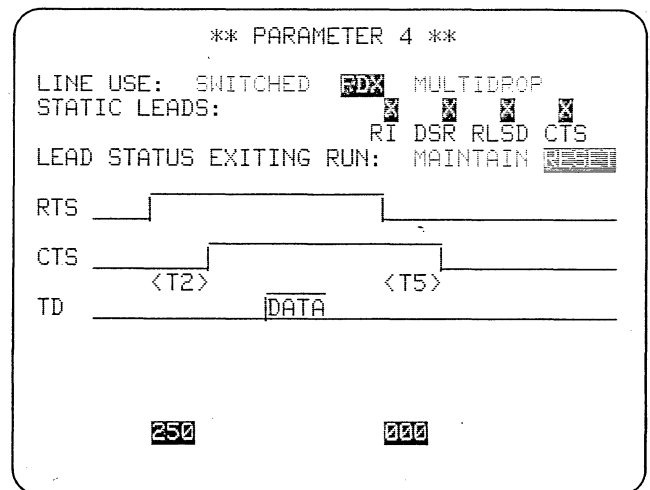 ** PARAMETER 4 **
LINE USE: SWITCHED FDX MULTIDROP
STATIC LEADS: X X X X
RI DSR RLSD CTS
LEAD STATUS EXITING RUN: MAINTAIN RESET
RTS
CTS
<T2> <T5>
TD DATA
250 000